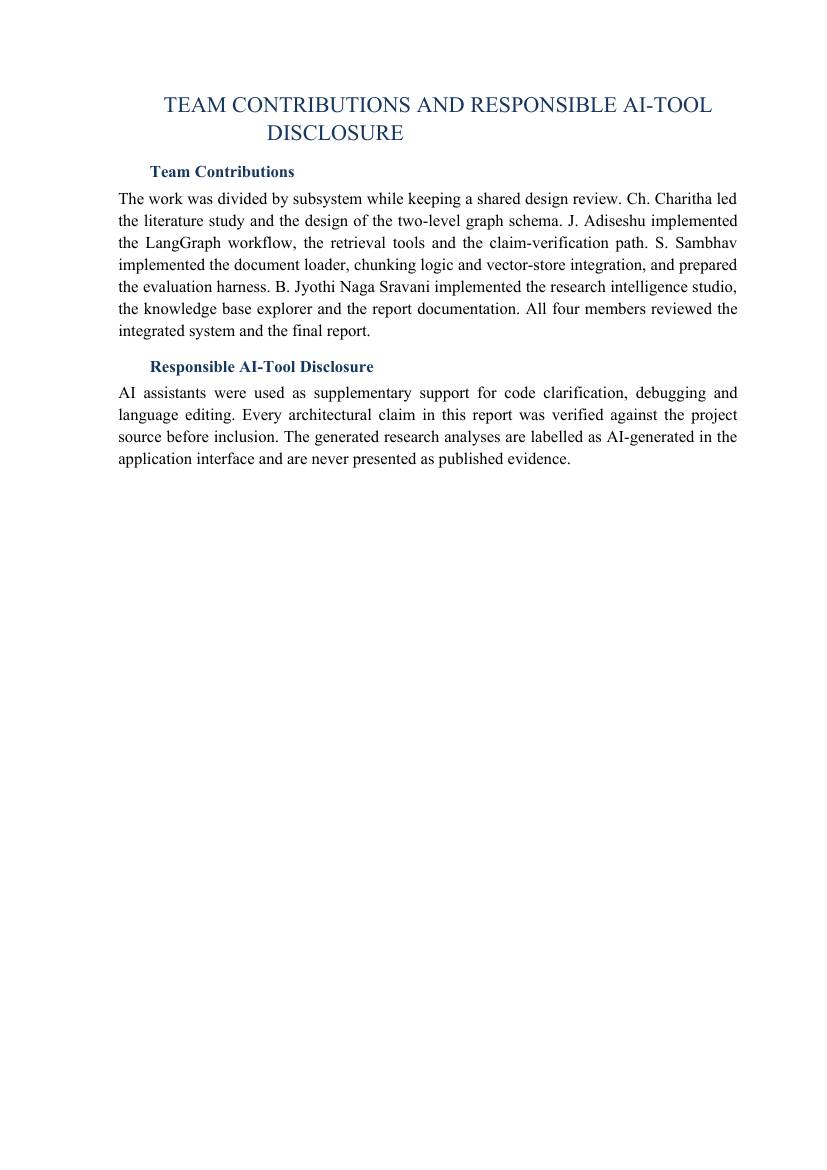 TEAM CONTRIBUTIONS AND RESPONSIBLE AI-TOOL
DISCLOSURE
Team Contributions
The work was divided by subsystem while keeping a shared design review. Ch. Charitha led
the literature study and the design of the two-level graph schema. J. Adiseshu implemented
the LangGraph workflow, the retrieval tools and the claim-verification path. S. Sambhav
implemented the document loader, chunking logic and vector-store integration, and prepared
the evaluation harness. B. Jyothi Naga Sravani implemented the research intelligence studio,
the knowledge base explorer and the report documentation. All four members reviewed the
integrated system and the final report.
Responsible AI-Tool Disclosure
AI assistants were used as supplementary support for code clarification, debugging and
language editing. Every architectural claim in this report was verified against the project
source before inclusion. The generated research analyses are labelled as AI-generated in the
application interface and are never presented as published evidence.